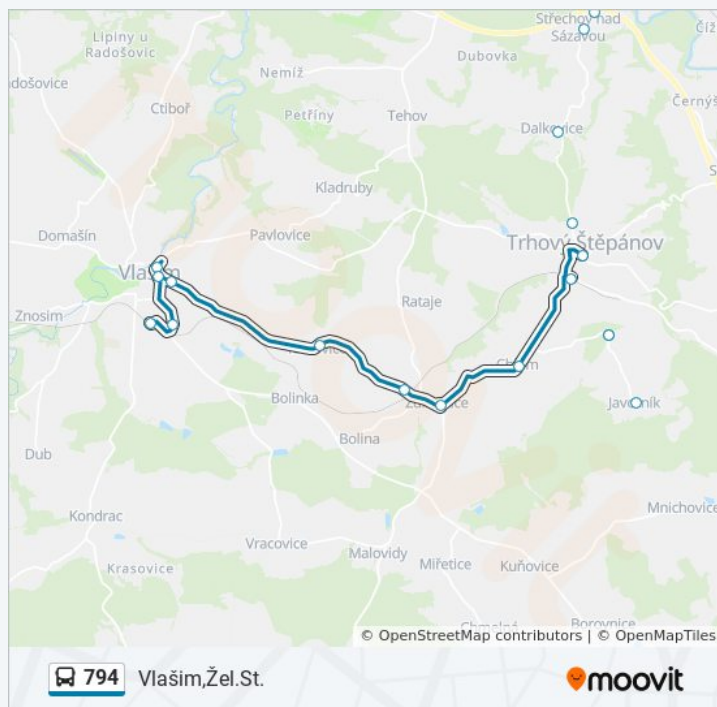 Střechov nad
Sázavou
Lipiny u
Radošovic
Dubovka
Nemíž
Ctiboř
Petříny
Tehov
Dalkovice
Kladruby
Domašín
Pavlovice
Trhový Štěpánov
Vlašim
Znosim
Rataje
Bolinka
Javorník
Bolina
Dub
Mnichovice
Kondrac
Vracovice
Malovidy
Krasovice
Miřetice
Kuňovice
Borovnice
© OpenStreetMap contributors | © OpenMapTiles
794 Vlašim,Žel.St.
moovit